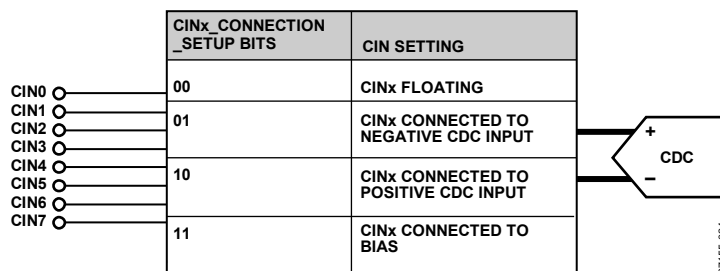 CINx_CONNECTION
_SETUP BITS
CIN SETTING
CIN0
CIN1
CIN2
CIN3
CIN4
CIN5
CIN6
CIN7
00
CINx FLOATING
01
CINx CONNECTED TO
NEGATIVE CDC INPUT
10
CINx CONNECTED TO
POSITIVE CDC INPUT
11
CINx CONNECTED TO
BIAS
+
CDC
–